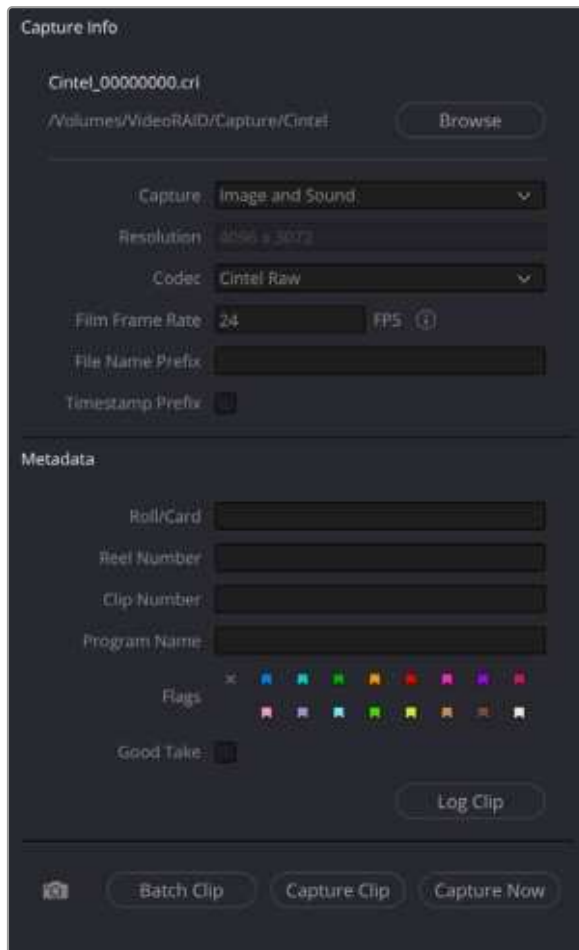 Capture Info
Cintel_00000000.cri
/Volumes/VideoRAID/Capture/Cintel
Browse
Capture Image and Sound
Resolution 4096 x 3072
Codec Cintel Raw
Film Frame Rate 24 FPS
File Name Prefix
Timestamp Prefix
Metadata
Roll/Card
Reel Number
Clip Number
Program Name
Flags
Good Take
Log Clip
Batch Clip Capture Clip Capture Now